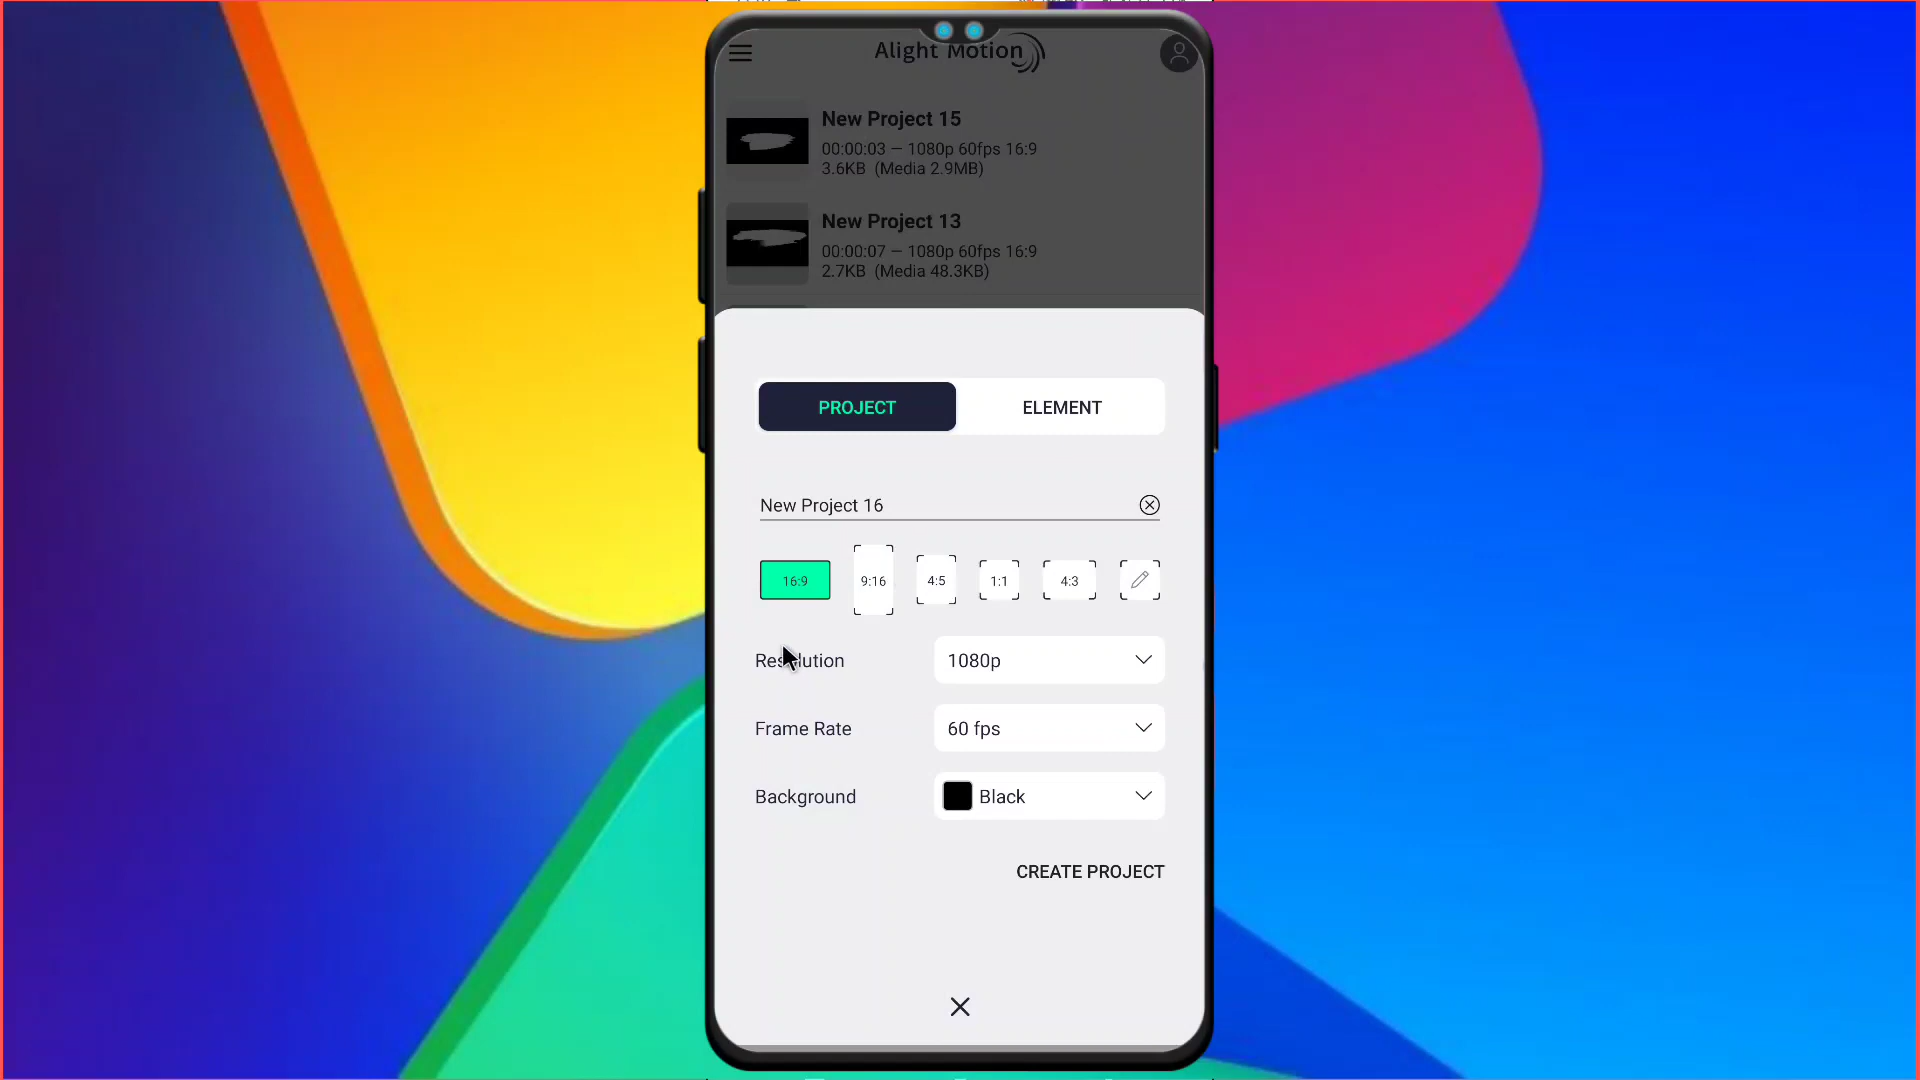 Alight Motion
New Project 15
00:00:03 — 1080p 60fps 16:9
3.6KB (Media 2.9MB)
New Project 13
00:00:07 — 1080p 60fps 16:9
2.7KB (Media 48.3KB)
PROJECT ELEMENT
New Project 16
16:9 9:16 4:5 1:1 4:3
Resolution 1080p
Frame Rate 60 fps
Background Black
CREATE PROJECT